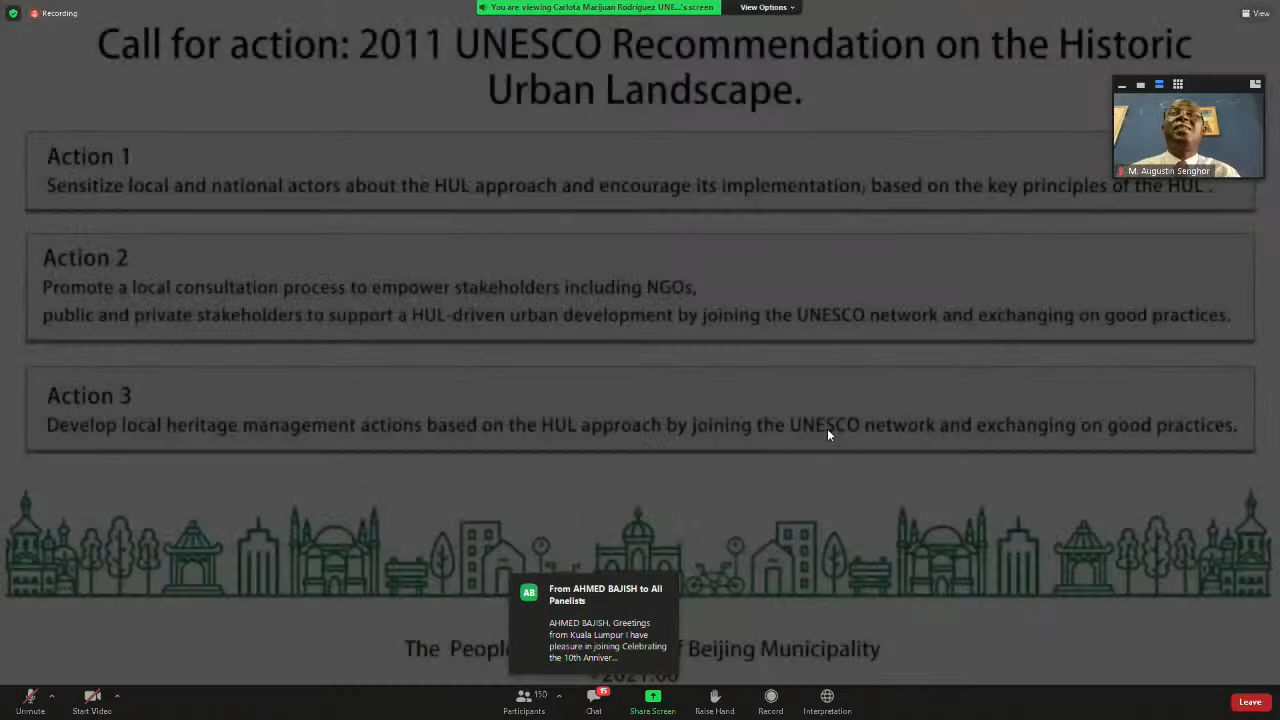 Recording
You are viewing Carlota Marijuan Rodriguez UNE...'s screen
View Options
View
Call for action: 2011 UNESCO Recommendation on the Historic
Urban Landscape.
M. Augustin Senghor
Action 1
Sensitize local and national actors about the HUL approach and encourage its implementation, based on the key principles of the HUL .
Action 2
Promote a local consultation process to empower stakeholders including NGOs,
public and private stakeholders to support a HUL-driven urban development by joining the UNESCO network and exchanging on good practices.
Action 3
Develop local heritage management actions based on the HUL approach by joining the UNESCO network and exchanging on good practices.
AB
From AHMED BAJISH to All
Panelists
AHMED BAJISH. Greetings
from Kuala Lumpur I have
pleasure in joining Celebrating
the 10th Anniver...
The Peopl of Beijing Municipality
Unmute
Start Video
150
Participants
15
Chat
Share Screen
Raise Hand
Record
Interpretation
Leave